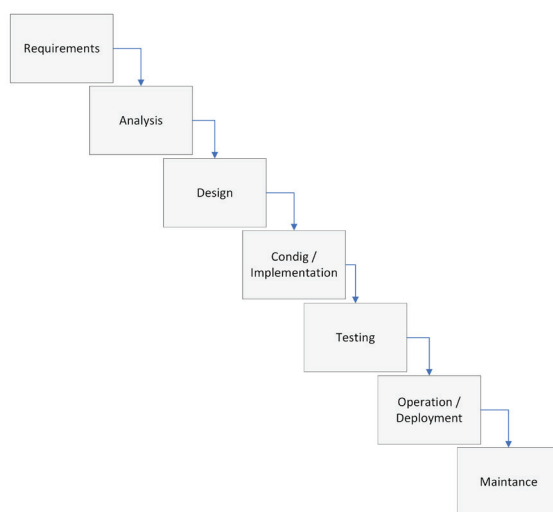 Requirements
Analysis
Design
Condig /
Implementation
Testing
Operation /
Deployment
Maintance